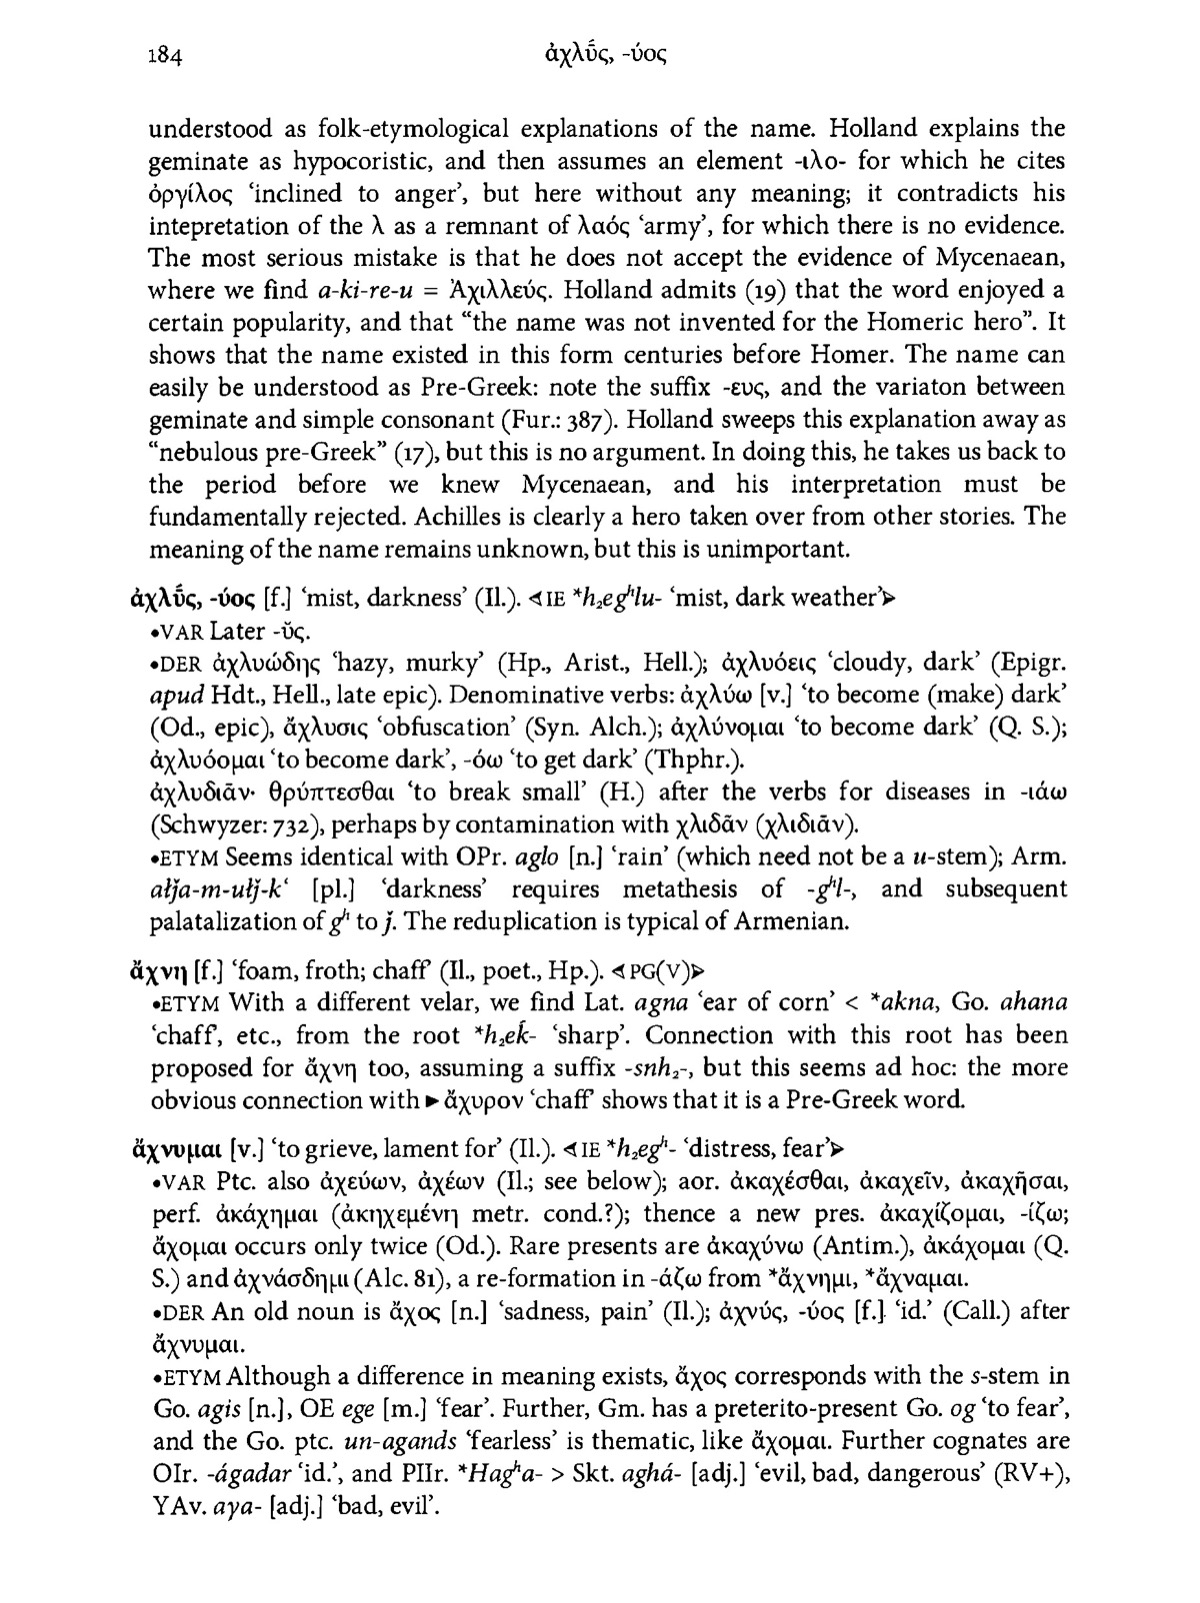 184
ἀχλῡ́ς, -ύος
understood as folk-etymological explanations of the name. Holland explains the
geminate as hypocoristic, and then assumes an element -ιλο- for which he cites
ὀργίλος ‘inclined to anger’, but here without any meaning; it contradicts his
intepretation of the λ as a remnant of λαός ‘army’, for which there is no evidence.
The most serious mistake is that he does not accept the evidence of Mycenaean,
where we find a-ki-re-u = Ἀχιλλεύς. Holland admits (19) that the word enjoyed a
certain popularity, and that “the name was not invented for the Homeric hero”. It
shows that the name existed in this form centuries before Homer. The name can
easily be understood as Pre-Greek: note the suffix -ευς, and the variaton between
geminate and simple consonant (Fur.: 387). Holland sweeps this explanation away as
“nebulous pre-Greek” (17), but this is no argument. In doing this, he takes us back to
the period before we knew Mycenaean, and his interpretation must be
fundamentally rejected. Achilles is clearly a hero taken over from other stories. The
meaning of the name remains unknown, but this is unimportant.
ἀχλῡ́ς, -ύος [f.] ‘mist, darkness’ (Il.). ⊲ IE *h₂egʰlu- ‘mist, dark weather’⊳
•VAR Later -ῠς.
•DER ἀχλυώδης ‘hazy, murky’ (Hp., Arist., Hell.); ἀχλυόεις ‘cloudy, dark’ (Epigr.
apud Hdt., Hell., late epic). Denominative verbs: ἀχλύω [v.] ‘to become (make) dark’
(Od., epic), ἄχλυσις ‘obfuscation’ (Syn. Alch.); ἀχλύνομαι ‘to become dark’ (Q. S.);
ἀχλυόομαι ‘to become dark’, -όω ‘to get dark’ (Thphr.).
ἀχλυδιᾶν· θρύπτεσθαι ‘to break small’ (H.) after the verbs for diseases in -ιάω
(Schwyzer: 732), perhaps by contamination with χλιδᾶν (χλιδιᾶν).
•ETYM Seems identical with OPr. aglo [n.] ‘rain’ (which need not be a u-stem); Arm.
ałǰa-m-ułǰ-kʻ [pl.] ‘darkness’ requires metathesis of -gʰl-, and subsequent
palatalization of gʰ to ǰ. The reduplication is typical of Armenian.
ἄχνη [f.] ‘foam, froth; chaff’ (Il., poet., Hp.). ⊲ PG(V)⊳
•ETYM With a different velar, we find Lat. agna ‘ear of corn’ < *akna, Go. ahana
‘chaff’, etc., from the root *h₂eḱ- ‘sharp’. Connection with this root has been
proposed for ἄχνη too, assuming a suffix -snh₂-, but this seems ad hoc: the more
obvious connection with ►ἄχυρον ‘chaff’ shows that it is a Pre-Greek word.
ἄχνυμαι [v.] ‘to grieve, lament for’ (Il.). ⊲ IE *h₂egʰ- ‘distress, fear’⊳
•VAR Ptc. also ἀχεύων, ἀχέων (Il.; see below); aor. ἀκαχέσθαι, ἀκαχεῖν, ἀκαχῆσαι,
perf. ἀκάχημαι (ἀκηχεμένη metr. cond.?); thence a new pres. ἀκαχίζομαι, -ίζω;
ἄχομαι occurs only twice (Od.). Rare presents are ἀκαχύνω (Antim.), ἀκάχομαι (Q.
S.) and ἀχνάσδημι (Alc. 81), a re-formation in -άζω from *ἄχνημι, *ἄχναμαι.
•DER An old noun is ἄχος [n.] ‘sadness, pain’ (Il.); ἀχνύς, -ύος [f.] ‘id.’ (Call.) after
ἄχνυμαι.
•ETYM Although a difference in meaning exists, ἄχος corresponds with the s-stem in
Go. agis [n.], OE ege [m.] ‘fear’. Further, Gm. has a preterito-present Go. og ‘to fear’,
and the Go. ptc. un-agands ‘fearless’ is thematic, like ἄχομαι. Further cognates are
OIr. -ágadar ‘id.’, and PIIr. *Hagʰa- > Skt. aghá- [adj.] ‘evil, bad, dangerous’ (RV+),
YAv. aγa- [adj.] ‘bad, evil’.